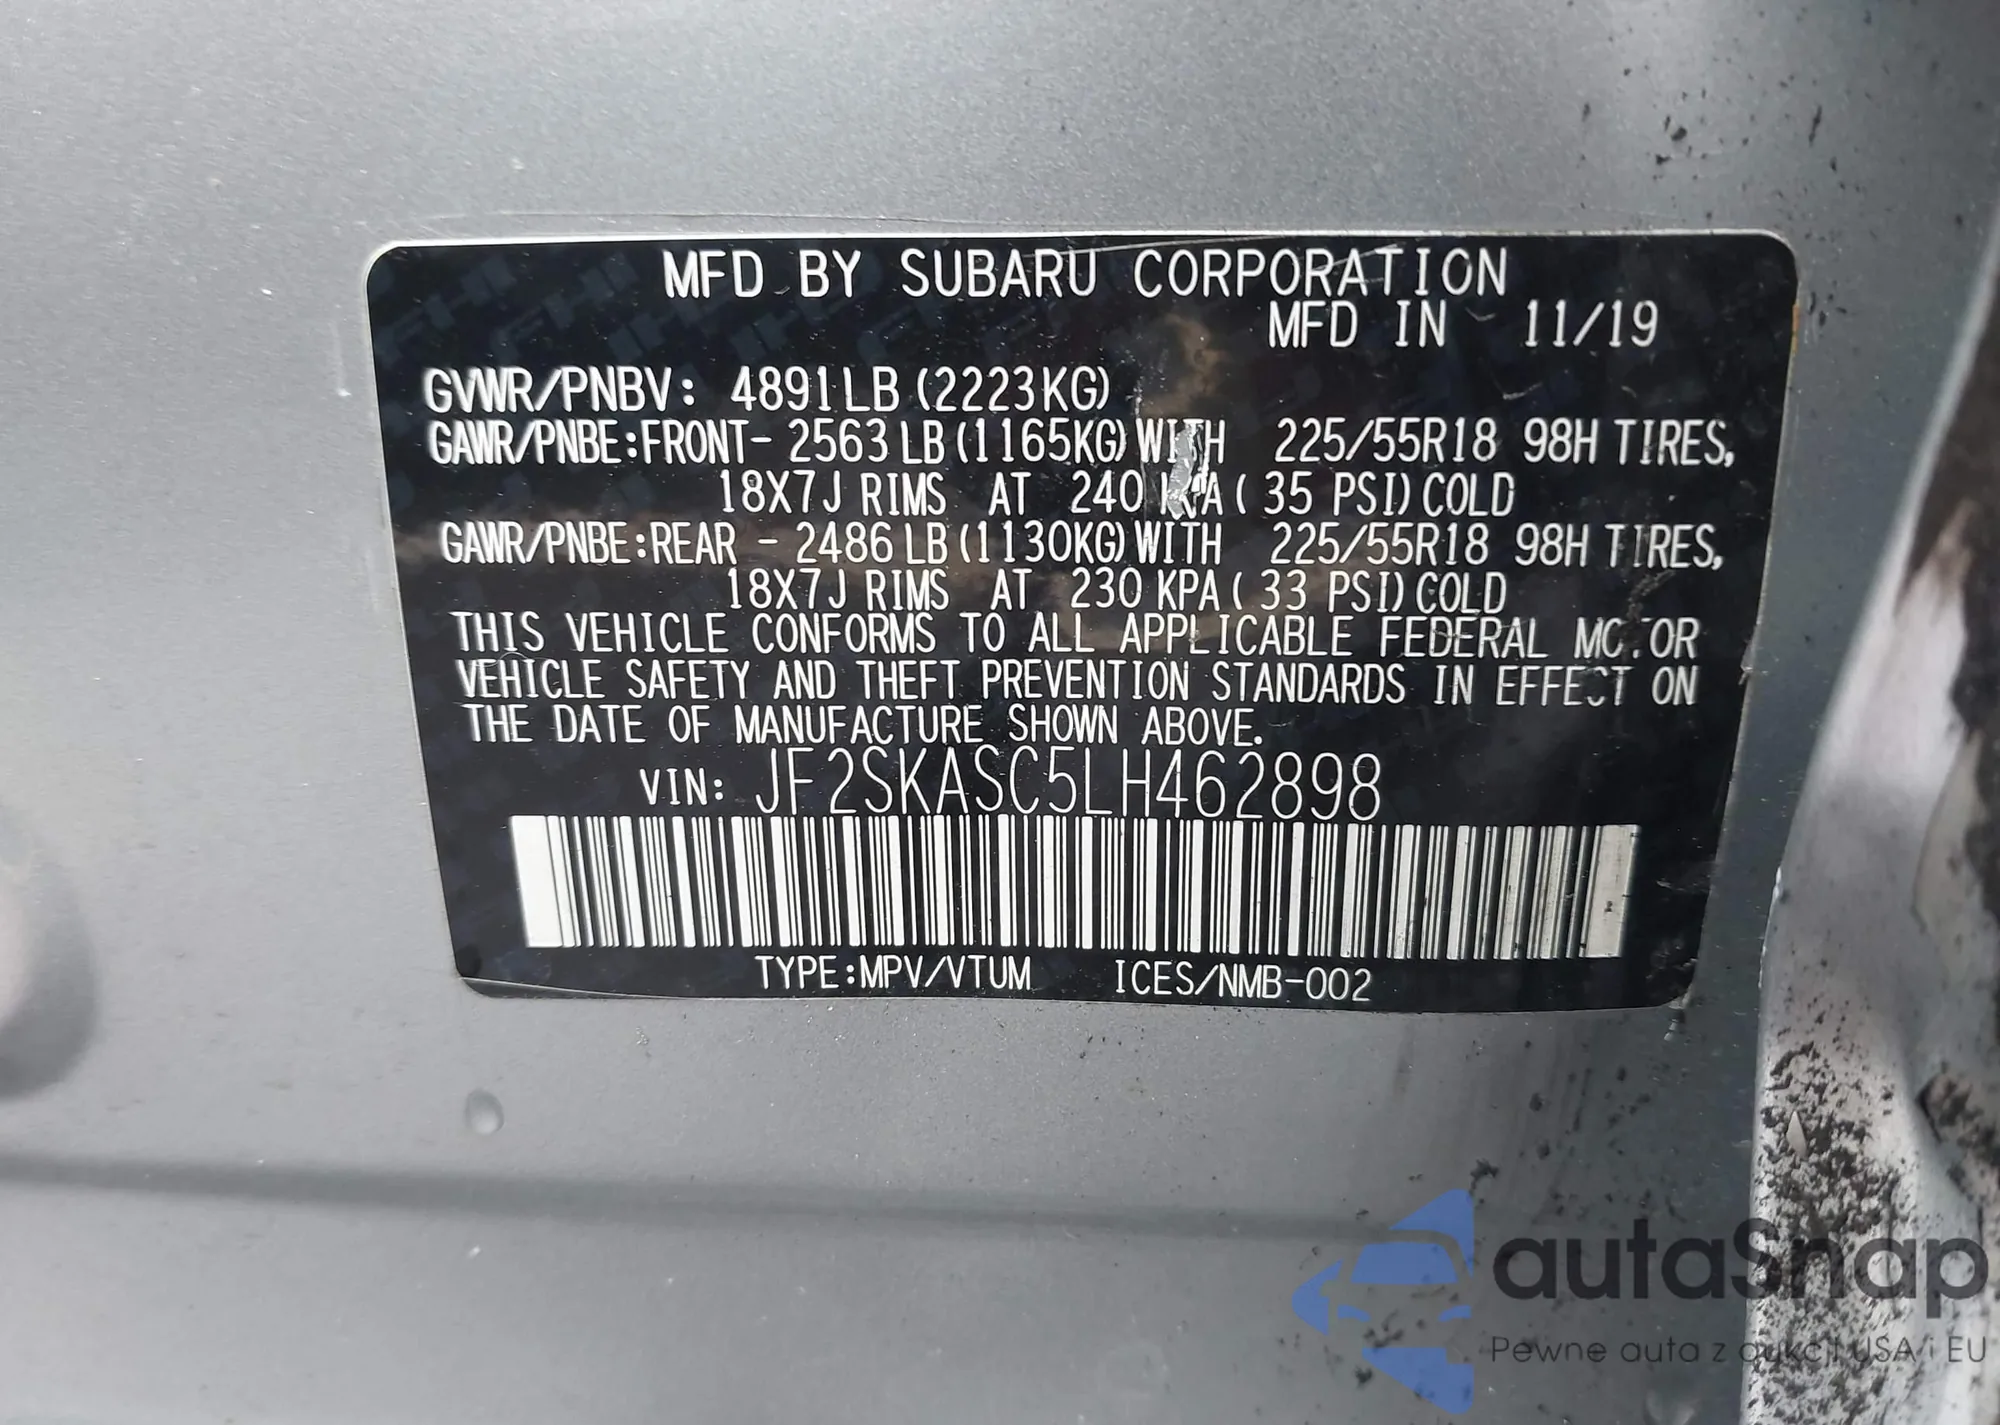 MFD BY SUBARU CORPORATION
MFD IN 11/19
GVWR/PNBV: 4891LB (2223KG)
GAWR/PNBE:FRONT- 2563 LB (1165KG) WITH 225/55R18 98H TIRES,
18X7J RIMS AT 240 KPA ( 35 PSI) COLD
GAWR/PNBE:REAR - 2486 LB (1130KG) WITH 225/55R18 98H TIRES,
18X7J RIMS AT 230 KPA ( 33 PSI) COLD
THIS VEHICLE CONFORMS TO ALL APPLICABLE FEDERAL MOTOR
VEHICLE SAFETY AND THEFT PREVENTION STANDARDS IN EFFECT ON
THE DATE OF MANUFACTURE SHOWN ABOVE.
VIN: JF2SKASC5LH462898
TYPE:MPV/VTUM ICES/NMB-002
autoSnap
Pewne auta z aukcji USA i EU